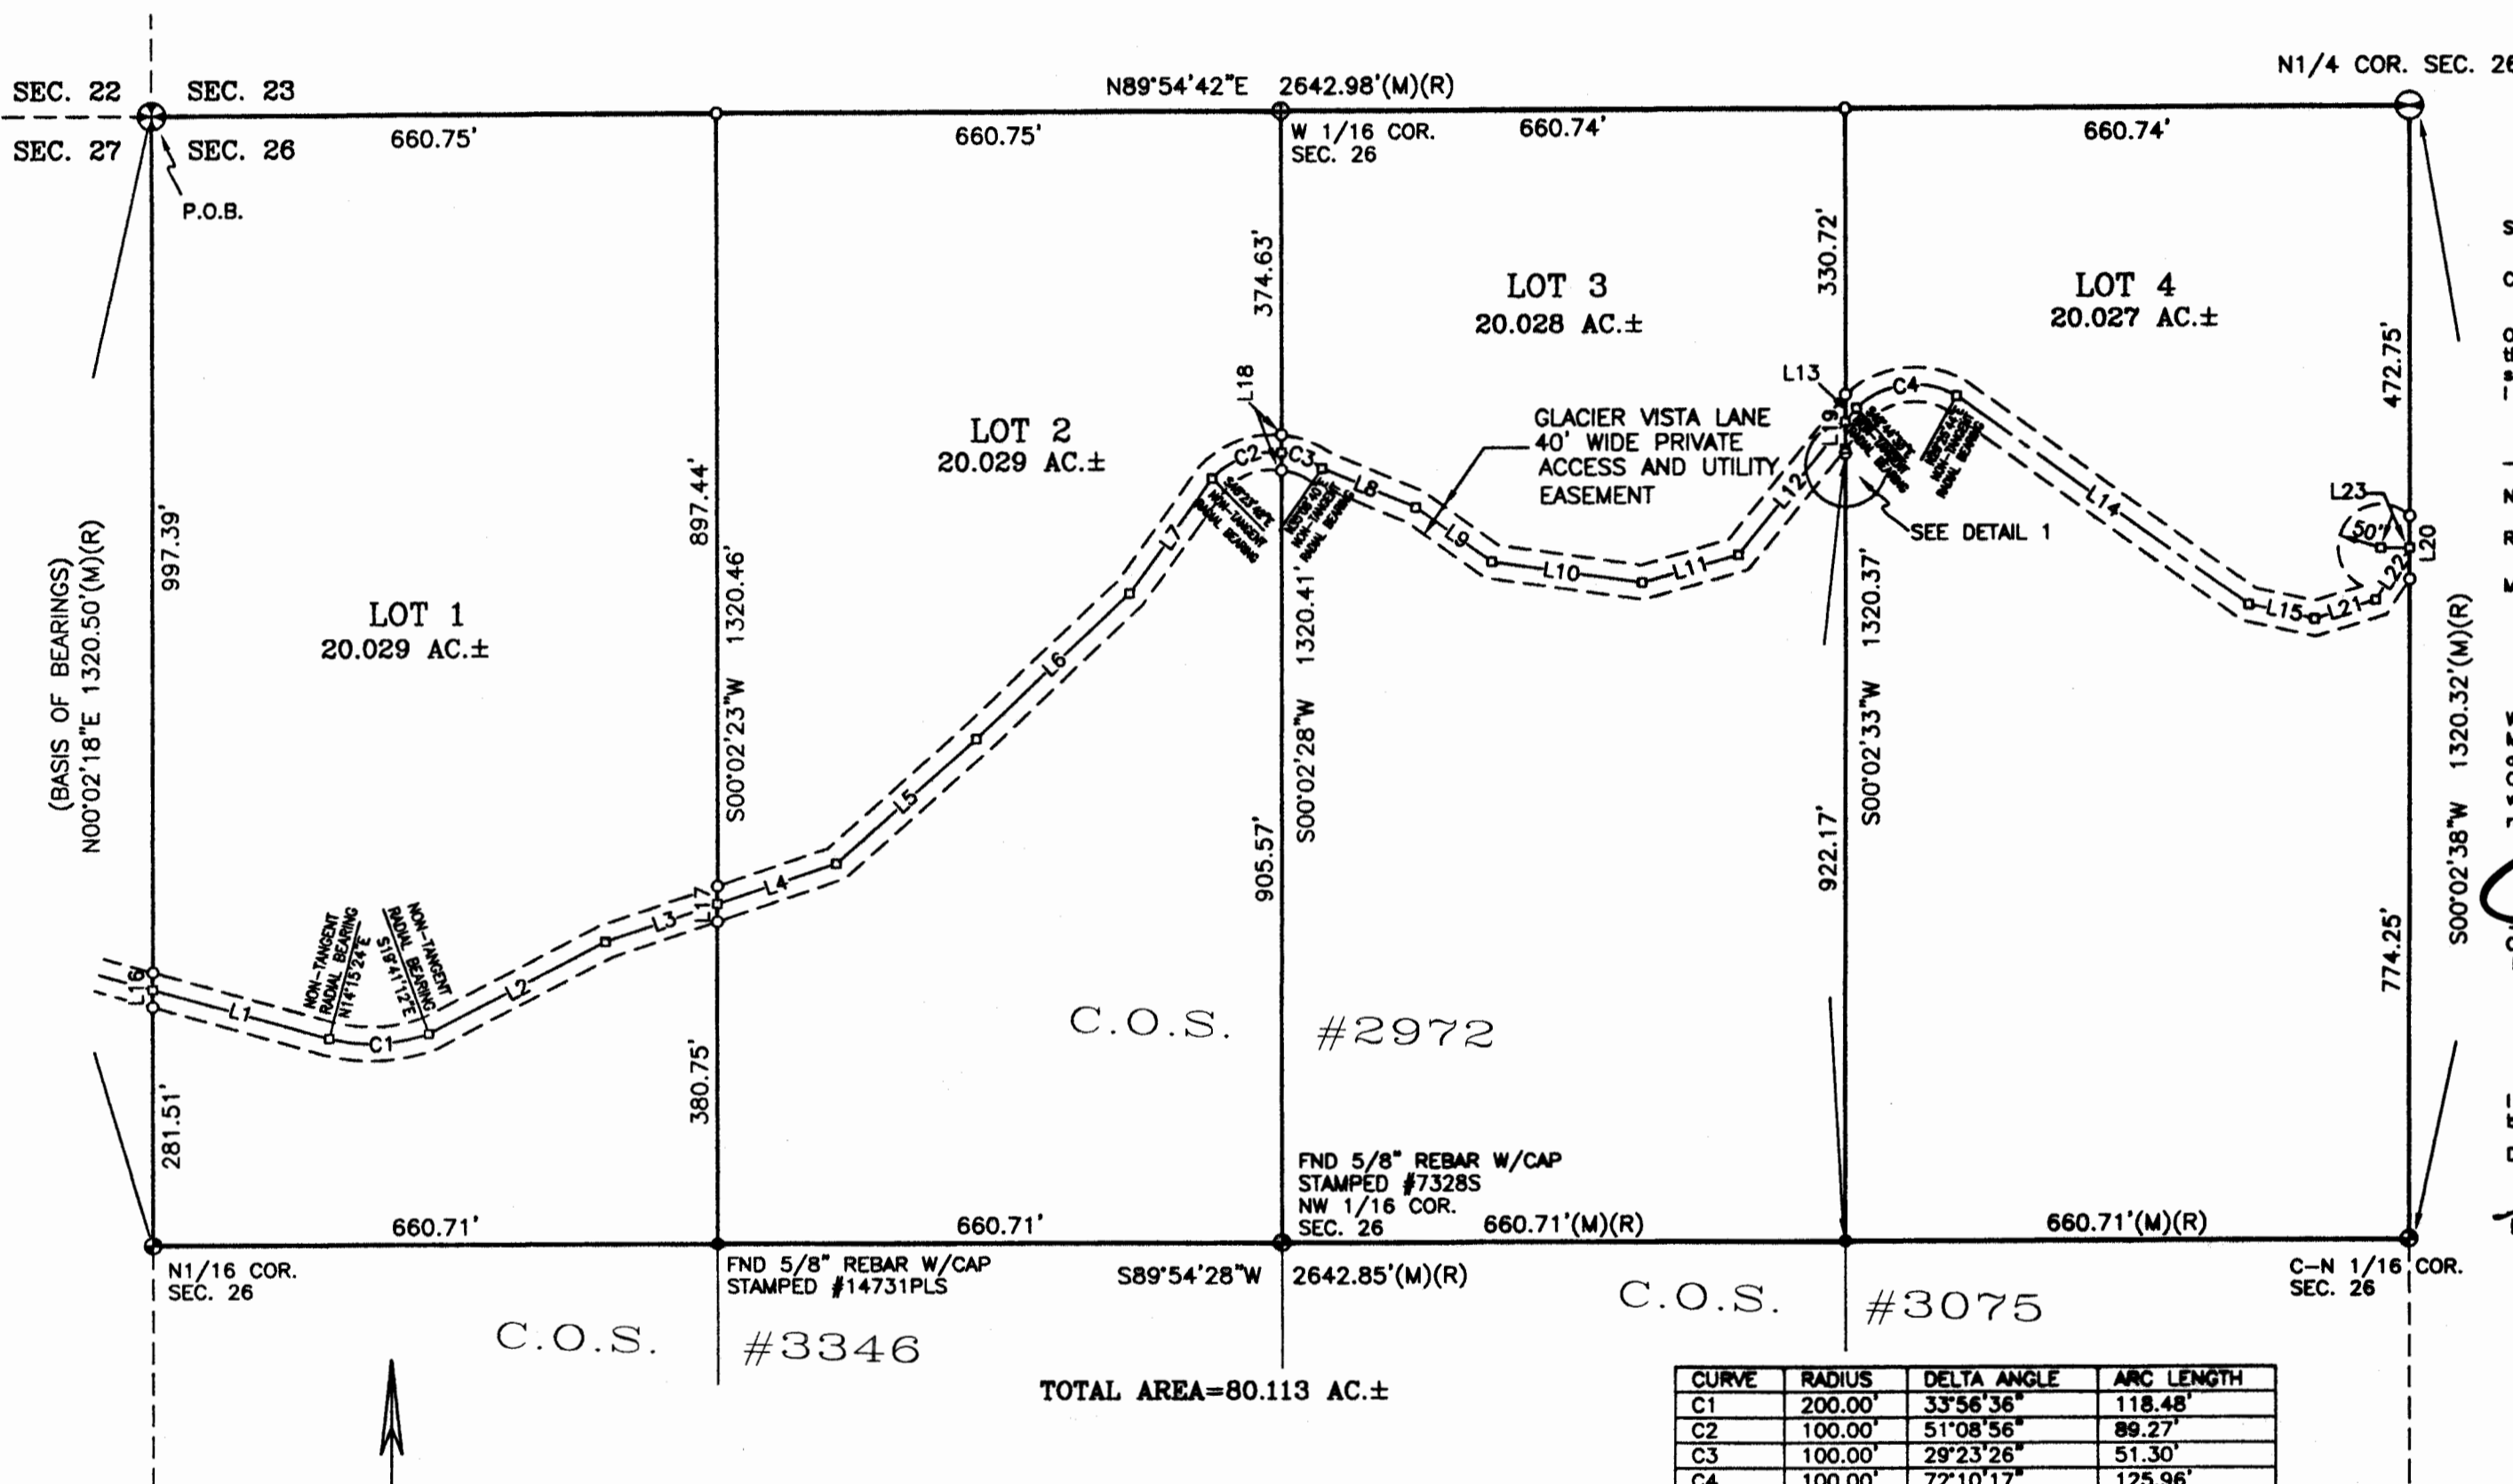 SEC. 22
SEC. 23
SEC. 27
SEC. 26
P.O.B.
N89°54'42"E 2642.98'(M)(R)
N1/4 COR. SEC. 26
660.75'
660.75'
W 1/16 COR.
SEC. 26
660.74'
660.74'
(BASIS OF BEARINGS)
N00°02'18"E 1320.50'(M)(R)
997.39'
281.51'
LOT 1
20.029 AC.±
897.44'
S00°02'23"W 1320.46'
380.75'
LOT 2
20.029 AC.±
374.63'
S00°02'28"W 1320.41'
905.57'
LOT 3
20.028 AC.±
330.72'
S00°02'33"W 1320.37'
922.17'
LOT 4
20.027 AC.±
472.75'
S00°02'38"W 1320.32'(M)(R)
774.25'
GLACIER VISTA LANE
40' WIDE PRIVATE
ACCESS AND UTILITY
EASEMENT
SEE DETAIL 1
L16
L1
NON-TANGENT
RADIAL BEARING
N14°15'24"E
C1
NON-TANGENT
RADIAL BEARING
S19°41'12"E
L2
L3
L17
L4
L5
L6
L7
C2
NON-TANGENT
RADIAL BEARING
L18
C3
NON-TANGENT
RADIAL BEARING
L8
L9
L10
L11
L12
L13
L19
C4
NON-TANGENT
RADIAL BEARING
L14
L15
L21
L22
L23
L20
50'
C.O.S. #2972
660.71'
660.71'
FND 5/8" REBAR W/CAP
STAMPED #7328S
NW 1/16 COR.
SEC. 26
660.71'(M)(R)
660.71'(M)(R)
N1/16 COR.
SEC. 26
FND 5/8" REBAR W/CAP
STAMPED #14731PLS
S89°54'28"W 2642.85'(M)(R)
C-N 1/16 COR.
SEC. 26
C.O.S. #3346
C.O.S. #3075
TOTAL AREA=80.113 AC.±
CURVE RADIUS DELTA ANGLE ARC LENGTH
C1 200.00' 33°56'36" 118.48'
C2 100.00' 51°08'56" 89.27'
C3 100.00' 29°23'26" 51.30'
C4 100.00' 72°10'17" 125.96'